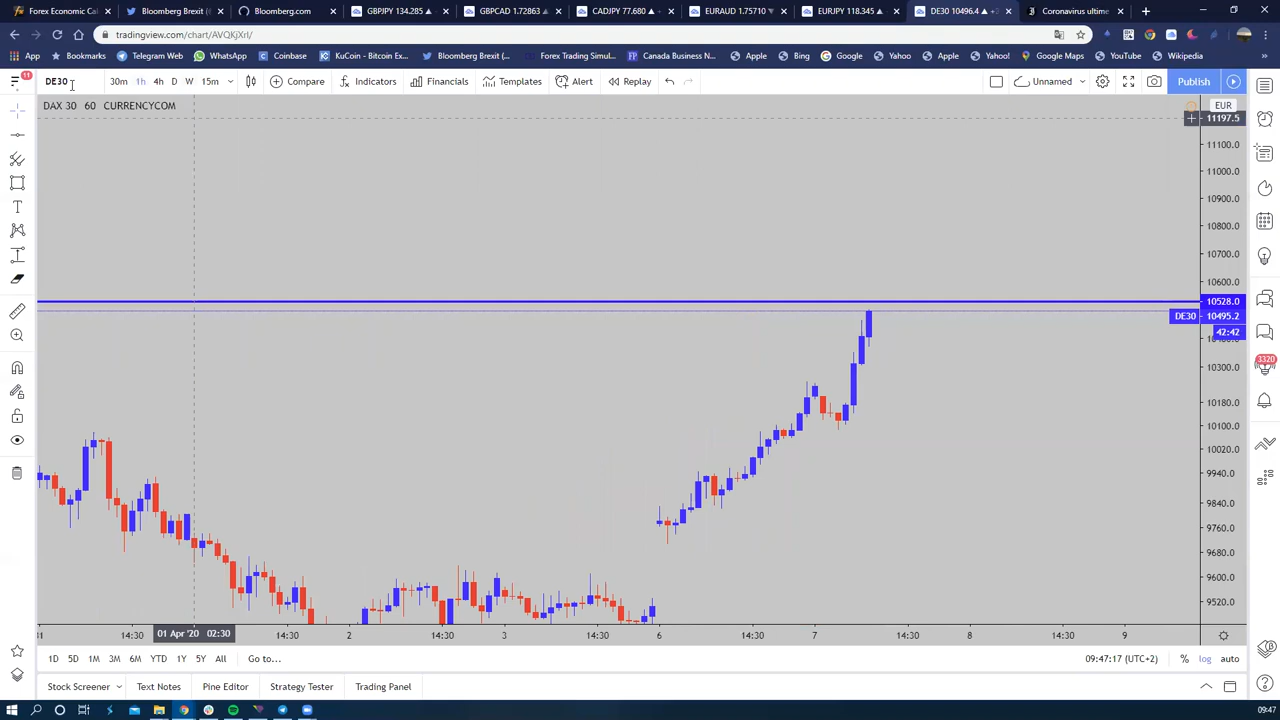 Forex Economic Cal
Bloomberg Brexit (
Bloomberg.com
GBPJPY 134.285 ▲
GBPCAD 1.72863
CADJPY 77.680 ▲
EURAUD 1.75710
EURJPY 118.345 ▲
DE30 10496.4 ▲ +3
Coronavirus ultime
tradingview.com/chart/AVQKjXrI/
App
Bookmarks
Telegram Web
WhatsApp
Coinbase
KuCoin - Bitcoin Ex...
Bloomberg Brexit (...
Forex Trading Simul...
Canada Business N...
Apple
Bing
Google
Apple
Yahoo!
Google Maps
YouTube
Wikipedia
11
DE30
30m
1h
4h
D
W
15m
Compare
Indicators
Financials
Templates
Alert
Replay
Unnamed
Publish
DAX 30 60 CURRENCYCOM
EUR
11197.5
11100.0
11000.0
10900.0
10800.0
10700.0
10600.0
10528.0
DE30 10495.2
42:42
10300.0
10180.0
10100.0
10020.0
9940.0
9840.0
9760.0
9680.0
9600.0
9520.0
3320
14:30
01 Apr '20 02:30
14:30
2
14:30
3
14:30
6
14:30
7
14:30
8
14:30
9
1D
5D
1M
3M
6M
YTD
1Y
5Y
All
Go to...
09:47:17 (UTC+2)
%
log
auto
Stock Screener
Text Notes
Pine Editor
Strategy Tester
Trading Panel
09:47